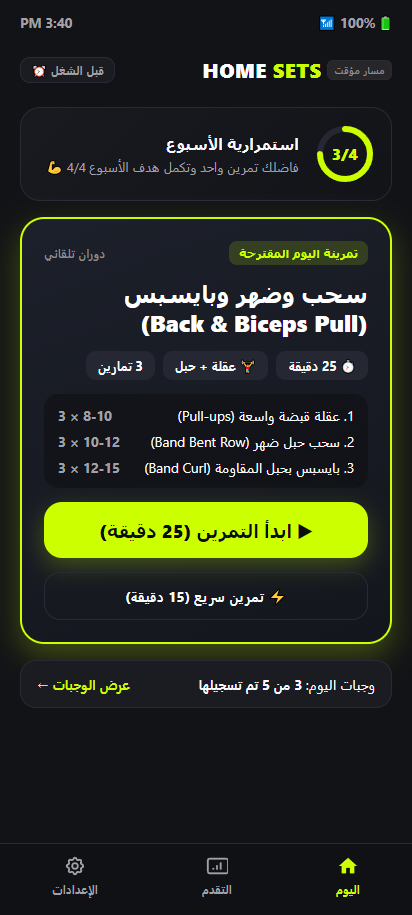 PM 3:40
100%
HOME SETS
مسار مؤقت
قبل الشغل
3/4
استمرارية الأسبوع
فاضلك تمرين واحد وتكمل هدف الأسبوع 4/4 💪
تمرينة اليوم المقترحة
دوران تلقائي
سحب وضهر وبايسبس
(Back & Biceps Pull)
⏱ 25 دقيقة
🏋 عقلة + حبل
3 تمارين
1. عقلة قبضة واسعة (Pull-ups) 3 × 8-10
2. سحب حبل ضهر (Band Bent Row) 3 × 10-12
3. بايسبس بحبل المقاومة (Band Curl) 3 × 12-15
▶ ابدأ التمرين (25 دقيقة)
⚡ تمرين سريع (15 دقيقة)
وجبات اليوم: 3 من 5 تم تسجيلها
عرض الوجبات ←
اليوم
التقدم
الإعدادات